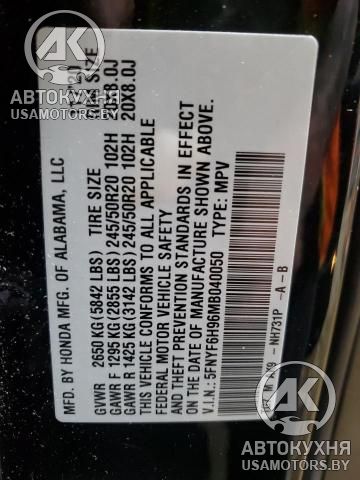 MFD. BY HONDA MFG. OF ALABAMA, LLC
TIRE SIZE
GVWR 2650 KG(5842 LBS)
GAWR F 1295 KG(2855 LBS) 245/50R20 102H 20X8.0J
GAWR R 1425 KG(3142 LBS) 245/50R20 102H 20X8.0J
THIS VEHICLE CONFORMS TO ALL APPLICABLE
FEDERAL MOTOR VEHICLE SAFETY
AND THEFT PREVENTION STANDARDS IN EFFECT
ON THE DATE OF MANUFACTURE SHOWN ABOVE.
V.I.N.: 5FNYF6H96MB040050 TYPE: MPV
-NH731P -A -B
АВТОКУХНЯ
USAMOTORS.BY
АВТОКУХНЯ
USAMOTORS.BY
АВТОКУХНЯ
USAMOTORS.BY